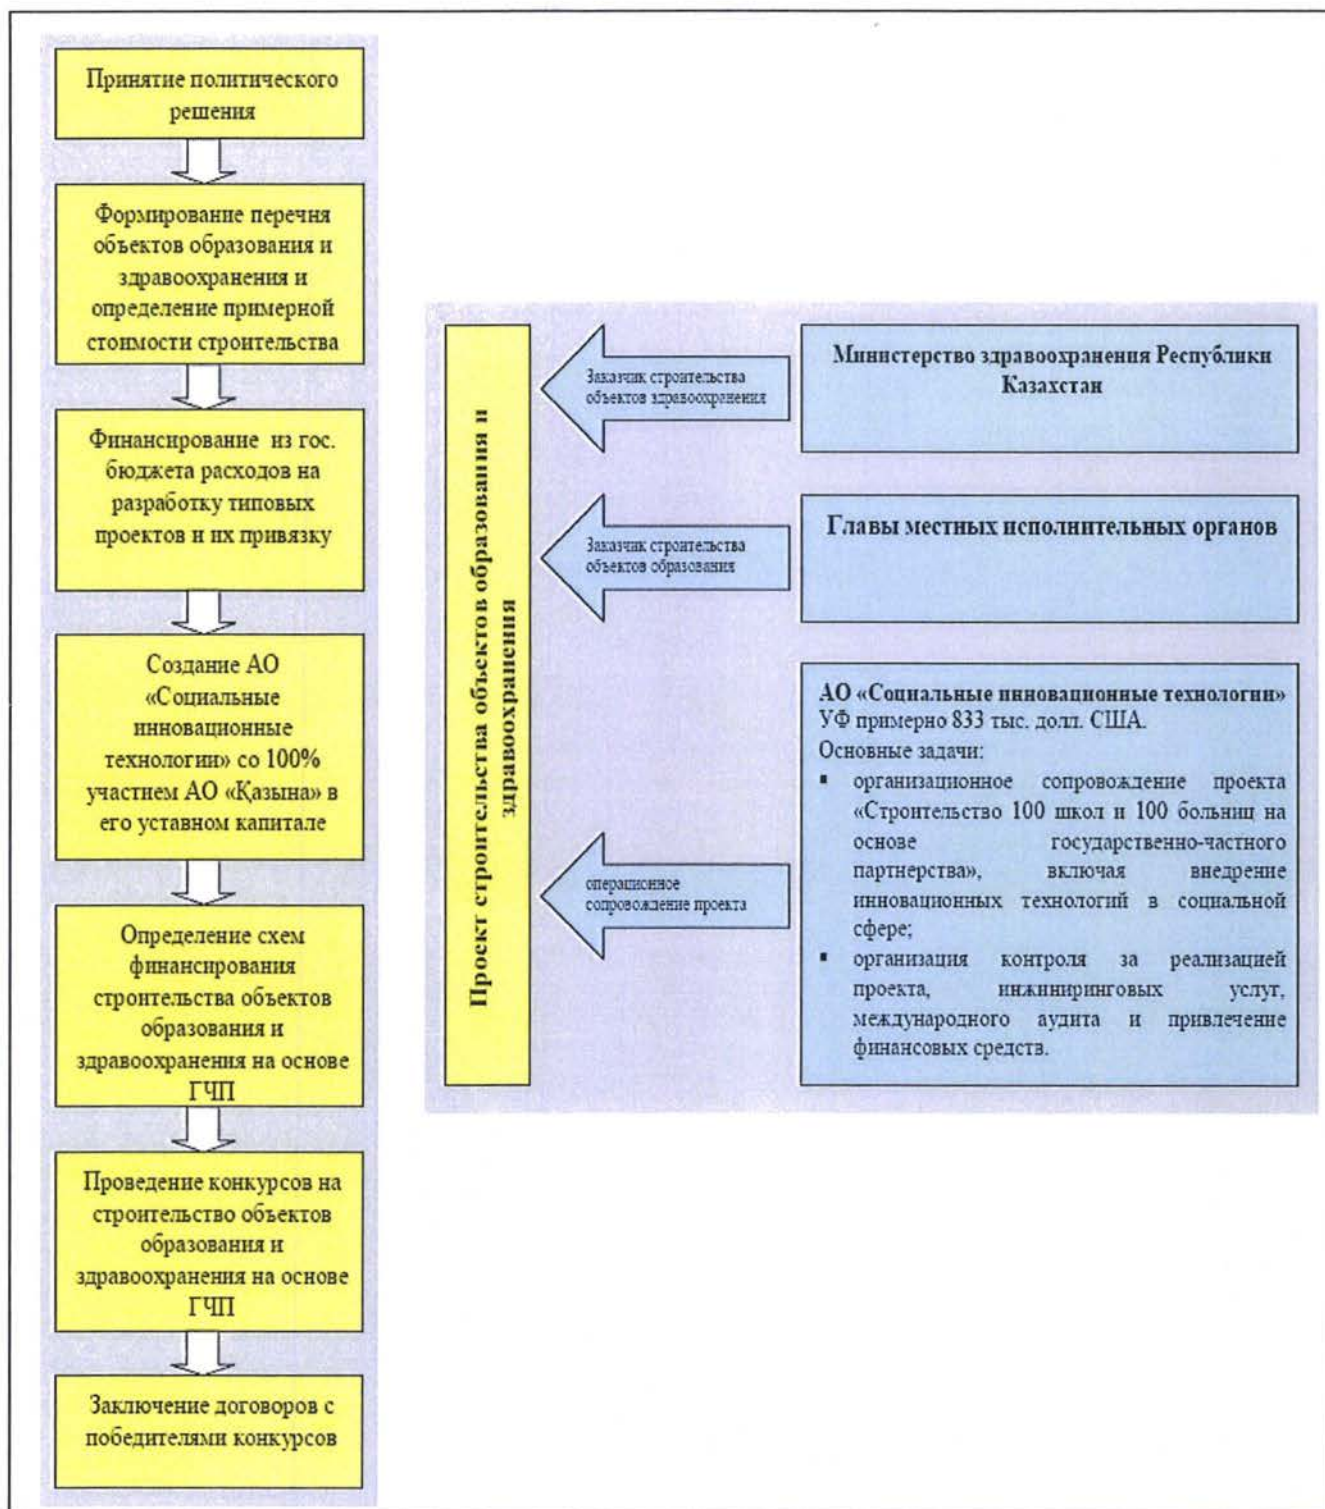 Принятие политического
решения
Формирование перечня
объектов образования и
здравоохранения и
определение примерной
стоимости строительства
Финансирование из гос.
бюджета расходов на
разработку типовых
проектов и их привязку
Создание АО
«Социальные
инновационные
технологии» со 100%
участием АО «Қазына» в
его уставном капитале
Определение схем
финансирования
строительства объектов
образования и
здравоохранения на основе
ГЧП
Проведение конкурсов на
строительство объектов
образования и
здравоохранения на основе
ГЧП
Заключение договоров с
победителями конкурсов
Проект строительства объектов образования и
здравоохранения
Заказчик строительства
объектов здравоохранения
Министерство здравоохранения Республики
Казахстан
Заказчик строительства
объектов образования
Главы местных исполнительных органов
операционное
сопровождение проекта
АО «Социальные инновационные технологии»
УФ примерно 833 тыс. долл. США.
Основные задачи:
▪ организационное сопровождение проекта
«Строительство 100 школ и 100 больниц на
основе государственно-частного
партнерства», включая внедрение
инновационных технологий в социальной
сфере;
▪ организация контроля за реализацией
проекта, инжиниринговых услуг,
международного аудита и привлечение
финансовых средств.